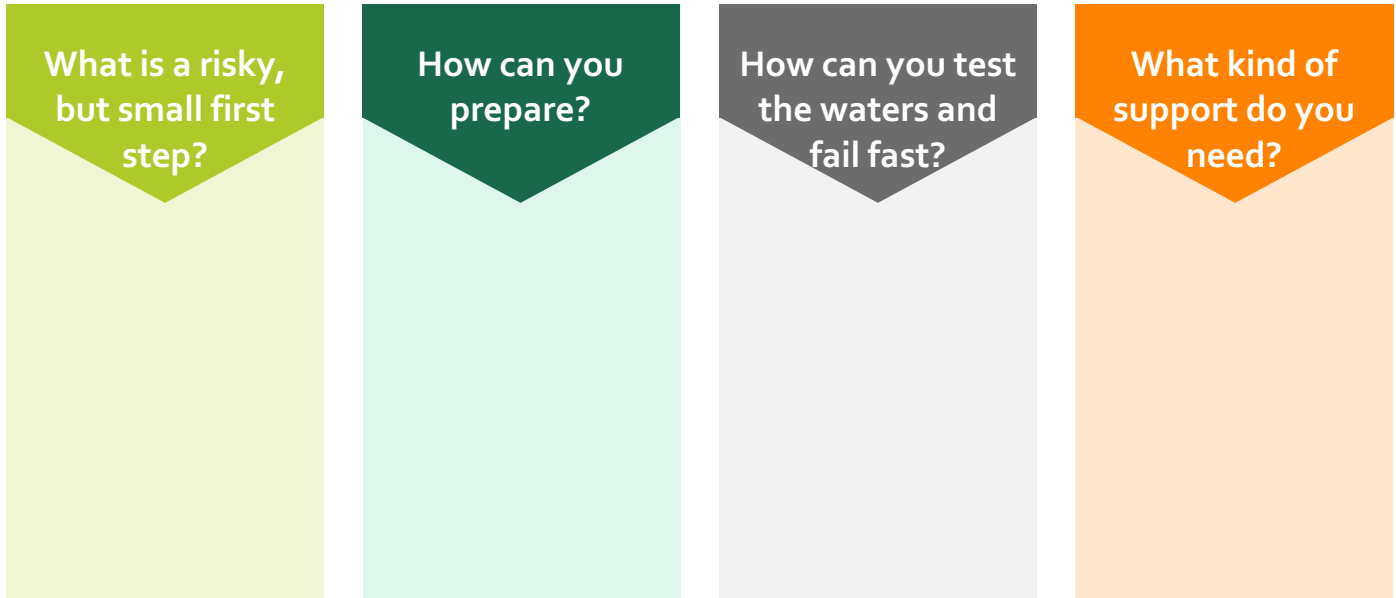 What is a risky,
but small first
step?
How can you
prepare?
How can you test
the waters and
fail fast?
What kind of
support do you
need?